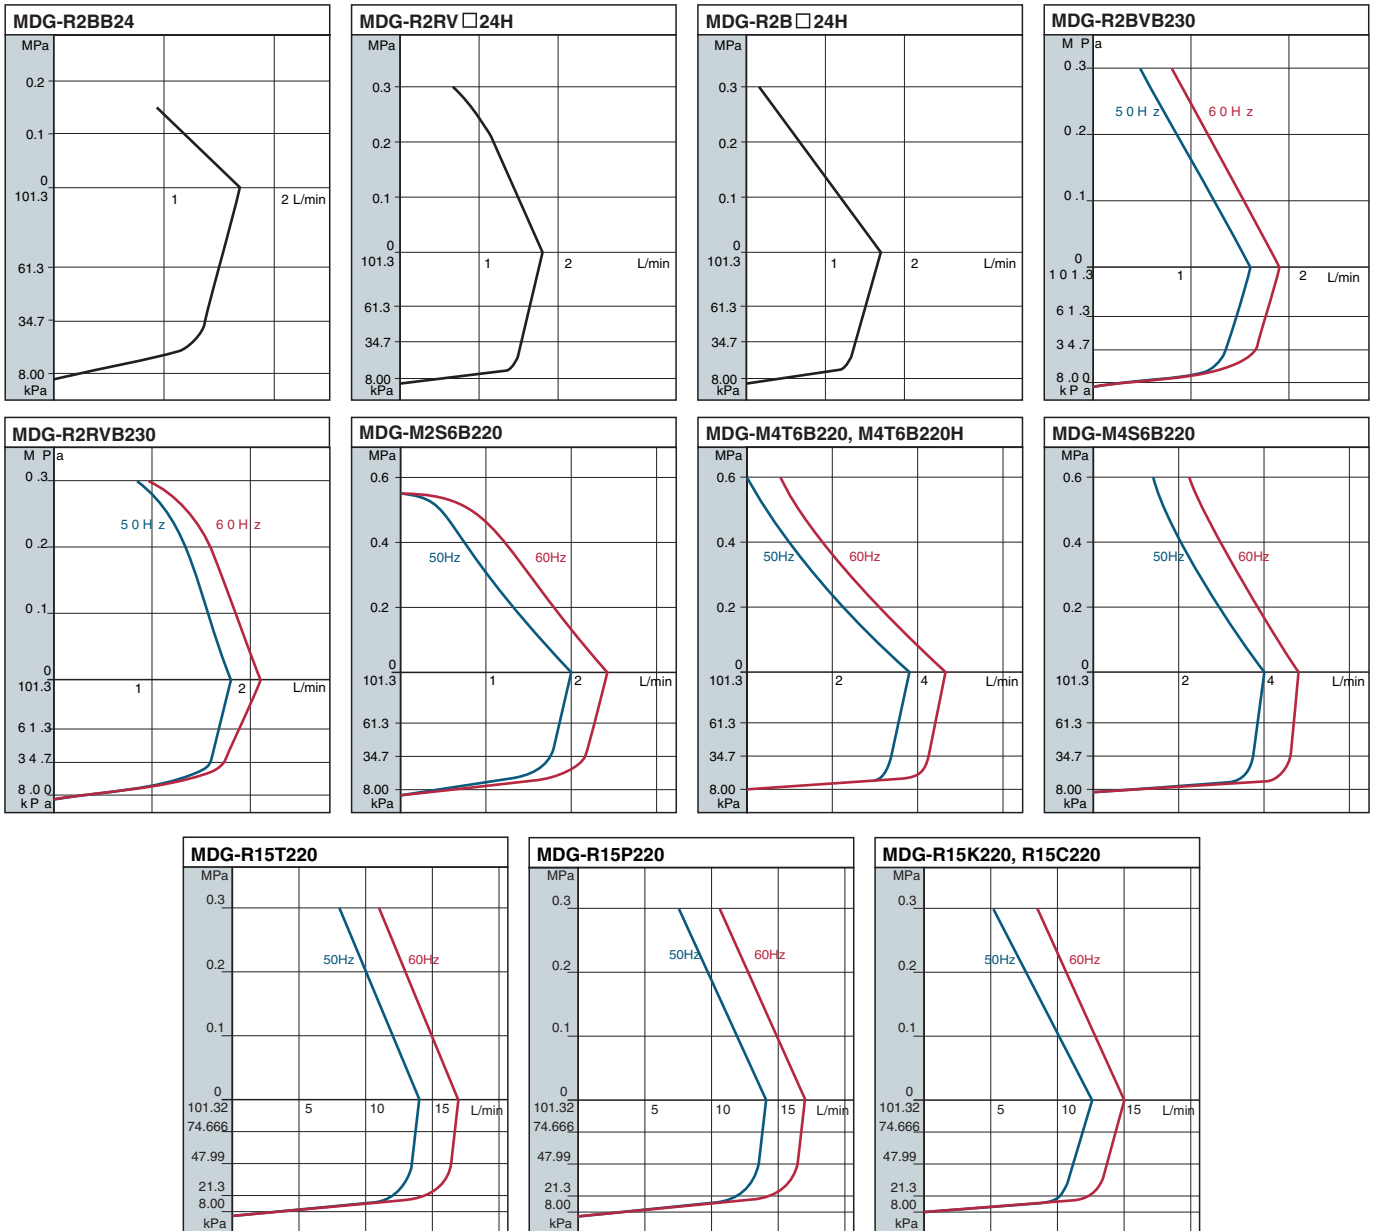 MDG-R2BB24
MPa
0.2
0.1
0
101.3
1
2 L/min
61.3
34.7
8.00
kPa
MDG-R2RV□24H
MPa
0.3
0.2
0.1
0
101.3
1
2
L/min
61.3
34.7
8.00
kPa
MDG-R2B□24H
MPa
0.3
0.2
0.1
0
101.3
1
2
L/min
61.3
34.7
8.00
kPa
MDG-R2BVB230
MPa
0.3
50Hz
60Hz
0.2
0.1
0
101.3
1
2
L/min
61.3
34.7
8.00
kPa
MDG-R2RVB230
MPa
0.3
50Hz
60Hz
0.2
0.1
0
101.3
1
2
L/min
61.3
34.7
8.00
kPa
MDG-M2S6B220
MPa
0.6
0.4
50Hz
60Hz
0.2
0
101.3
1
2
L/min
61.3
34.7
8.00
kPa
MDG-M4T6B220, M4T6B220H
MPa
0.6
0.4
50Hz
60Hz
0.2
0
101.3
2
4
L/min
61.3
34.7
8.00
kPa
MDG-M4S6B220
MPa
0.6
0.4
50Hz
60Hz
0.2
0
101.3
2
4
L/min
61.3
34.7
8.00
kPa
MDG-R15T220
MPa
0.3
50Hz
60Hz
0.2
0.1
0
101.32
5
10
15
L/min
74.666
47.99
21.3
8.00
kPa
MDG-R15P220
MPa
0.3
50Hz
60Hz
0.2
0.1
0
101.32
5
10
15
L/min
74.666
47.99
21.3
8.00
kPa
MDG-R15K220, R15C220
MPa
0.3
50Hz
60Hz
0.2
0.1
0
101.32
5
10
15
L/min
74.666
47.99
21.3
8.00
kPa